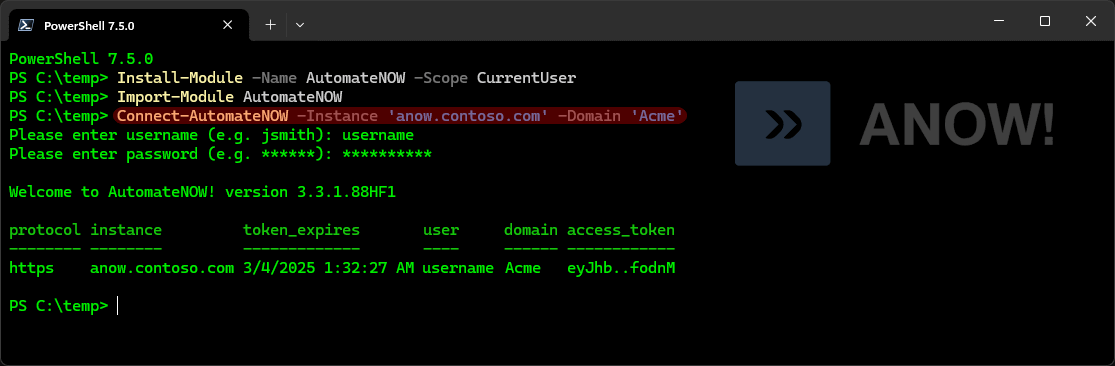 PowerShell 7.5.0
PowerShell 7.5.0
PS C:\temp> Install-Module -Name AutomateNOW -Scope CurrentUser
PS C:\temp> Import-Module AutomateNOW
PS C:\temp> Connect-AutomateNOW -Instance 'anow.contoso.com' -Domain 'Acme'
Please enter username (e.g. jsmith): username
Please enter password (e.g. ******): **********
Welcome to AutomateNOW! version 3.3.1.88HF1
protocol instance token_expires user domain access_token
-------- -------- ------------- ---- ------ ------------
https anow.contoso.com 3/4/2025 1:32:27 AM username Acme eyJhb..fodnM
PS C:\temp>
ANOW!